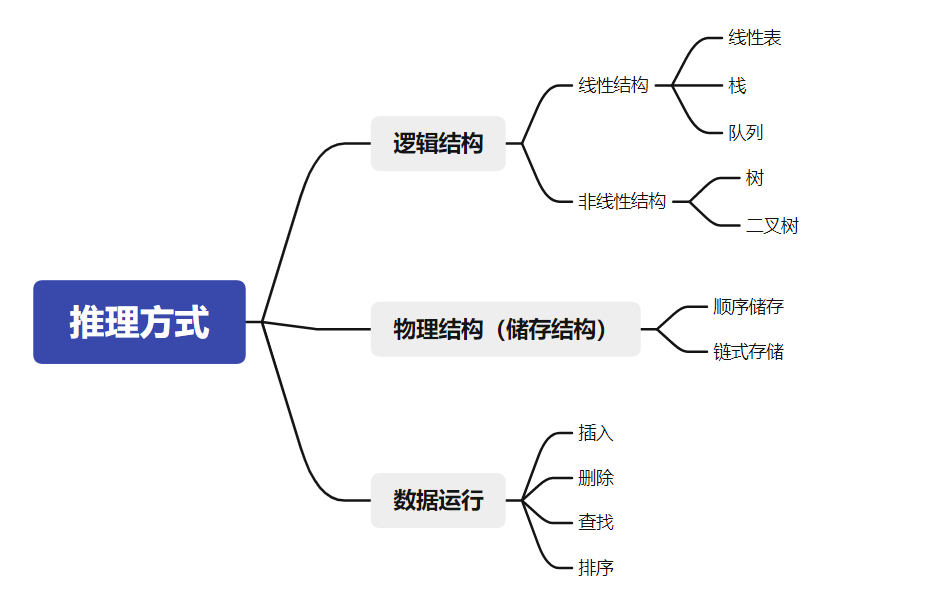 推理方式
逻辑结构
线性结构
线性表
栈
队列
非线性结构
树
二叉树
物理结构（储存结构）
顺序储存
链式存储
数据运行
插入
删除
查找
排序